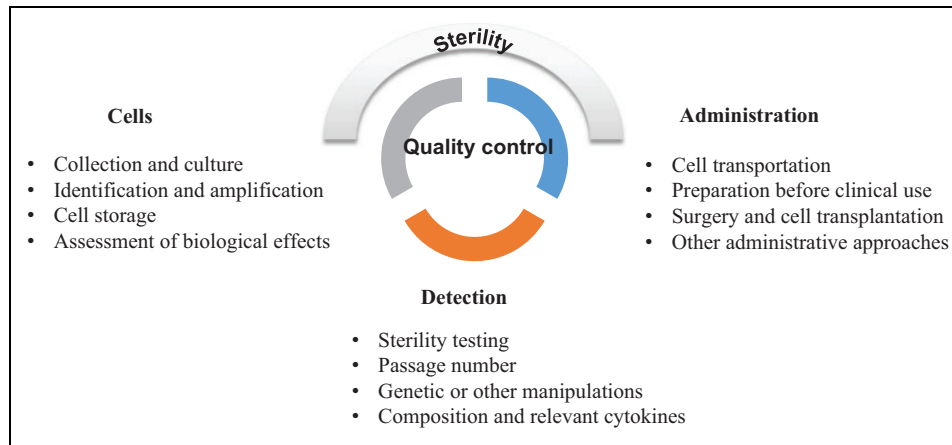 Sterility
Quality control
Cells
• Collection and culture
• Identification and amplification
• Cell storage
• Assessment of biological effects
Administration
• Cell transportation
• Preparation before clinical use
• Surgery and cell transplantation
• Other administrative approaches
Detection
• Sterility testing
• Passage number
• Genetic or other manipulations
• Composition and relevant cytokines